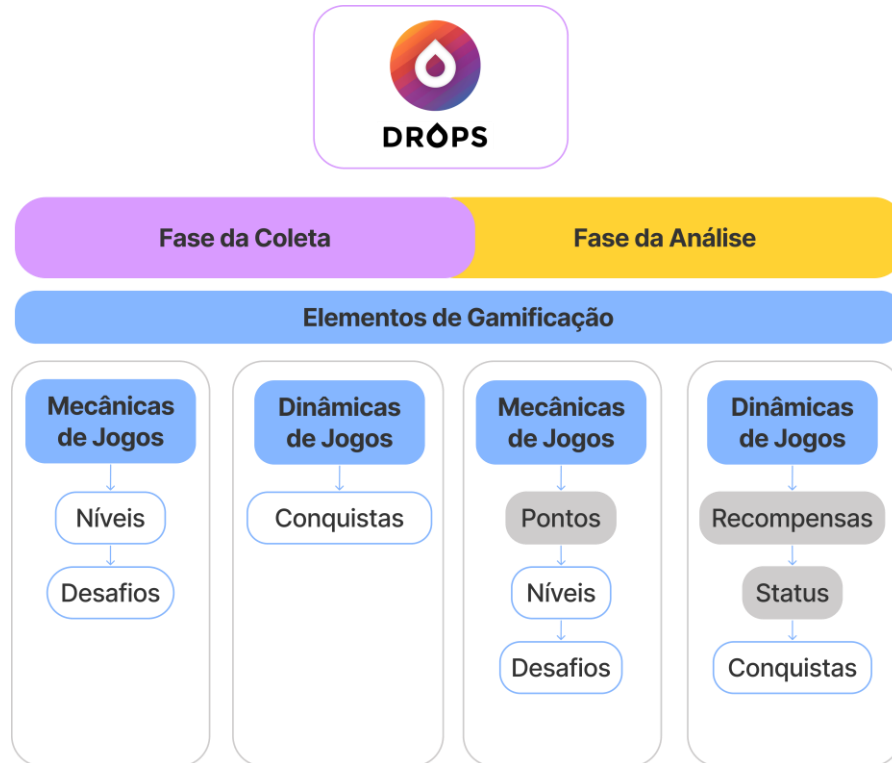 DROPS
Fase da Coleta
Fase da Análise
Elementos de Gamificação
Mecânicas
de Jogos
Níveis
Desafios
Dinâmicas
de Jogos
Conquistas
Mecânicas
de Jogos
Pontos
Níveis
Desafios
Dinâmicas
de Jogos
Recompensas
Status
Conquistas